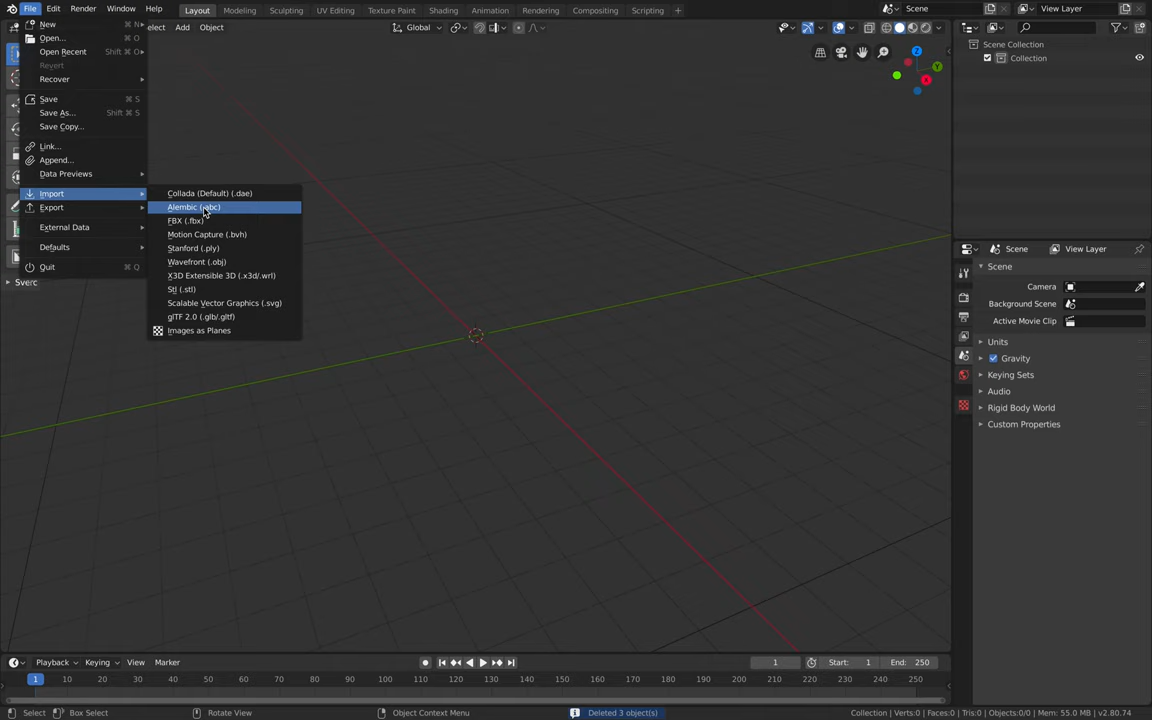 File Edit Render Window Help Layout Modeling Sculpting UV Editing Texture Paint Shading Animation Rendering Compositing Scripting Scene View Layer
New ⌘ N
elect Add Object Global
Open... ⌘ O
Open Recent Shift ⌘ O
Revert
Recover
Save ⌘ S
Save As... Shift ⌘ S
Save Copy...
Link...
Append...
Data Previews
Import
Export
External Data
Defaults
Quit ⌘ Q
Sverc
Collada (Default) (.dae)
Alembic (.abc)
FBX (.fbx)
Motion Capture (.bvh)
Stanford (.ply)
Wavefront (.obj)
X3D Extensible 3D (.x3d/.wrl)
Stl (.stl)
Scalable Vector Graphics (.svg)
glTF 2.0 (.glb/.gltf)
Images as Planes
Z
Y
X
Scene Collection
Collection
Scene View Layer
Scene
Camera
Background Scene
Active Movie Clip
Units
Gravity
Keying Sets
Audio
Rigid Body World
Custom Properties
Playback Keying View Marker 1 Start: 1 End: 250
1 10 20 30 40 50 60 70 80 90 100 110 120 130 140 150 160 170 180 190 200 210 220 230 240 250
Select Box Select Rotate View Object Context Menu Deleted 3 object(s) Collection | Verts:0 | Faces:0 | Tris:0 | Objects:0/0 | Mem: 55.0 MB | v2.80.74